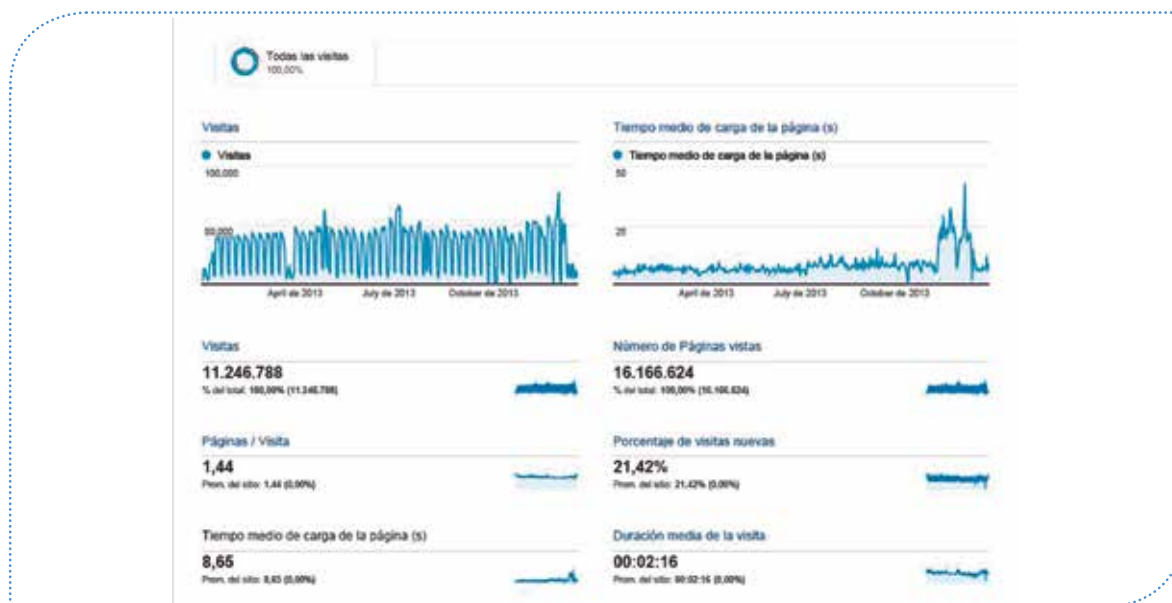 Todas las visitas
100,00%
Visitas
Visitas
100.000
50.000
April de 2013 July de 2013 October de 2013
Tiempo medio de carga de la página (s)
Tiempo medio de carga de la página (s)
50
25
April de 2013 July de 2013 October de 2013
Visitas
11.246.788
% del total: 100,00% (11.246.788)
Número de Páginas vistas
16.166.624
% del total: 100,00% (16.166.624)
Páginas / Visita
1,44
Prom. del sitio: 1,44 (0,00%)
Porcentaje de visitas nuevas
21,42%
Prom. del sitio: 21,42% (0,00%)
Tiempo medio de carga de la página (s)
8,65
Prom. del sitio: 8,65 (0,00%)
Duración media de la visita
00:02:16
Prom. del sitio: 00:02:16 (0,00%)